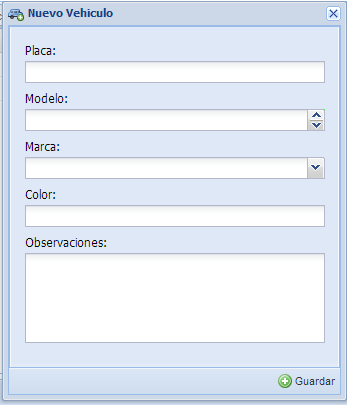 Nuevo Vehiculo
Placa:
Modelo:
Marca:
Color:
Observaciones:
Guardar